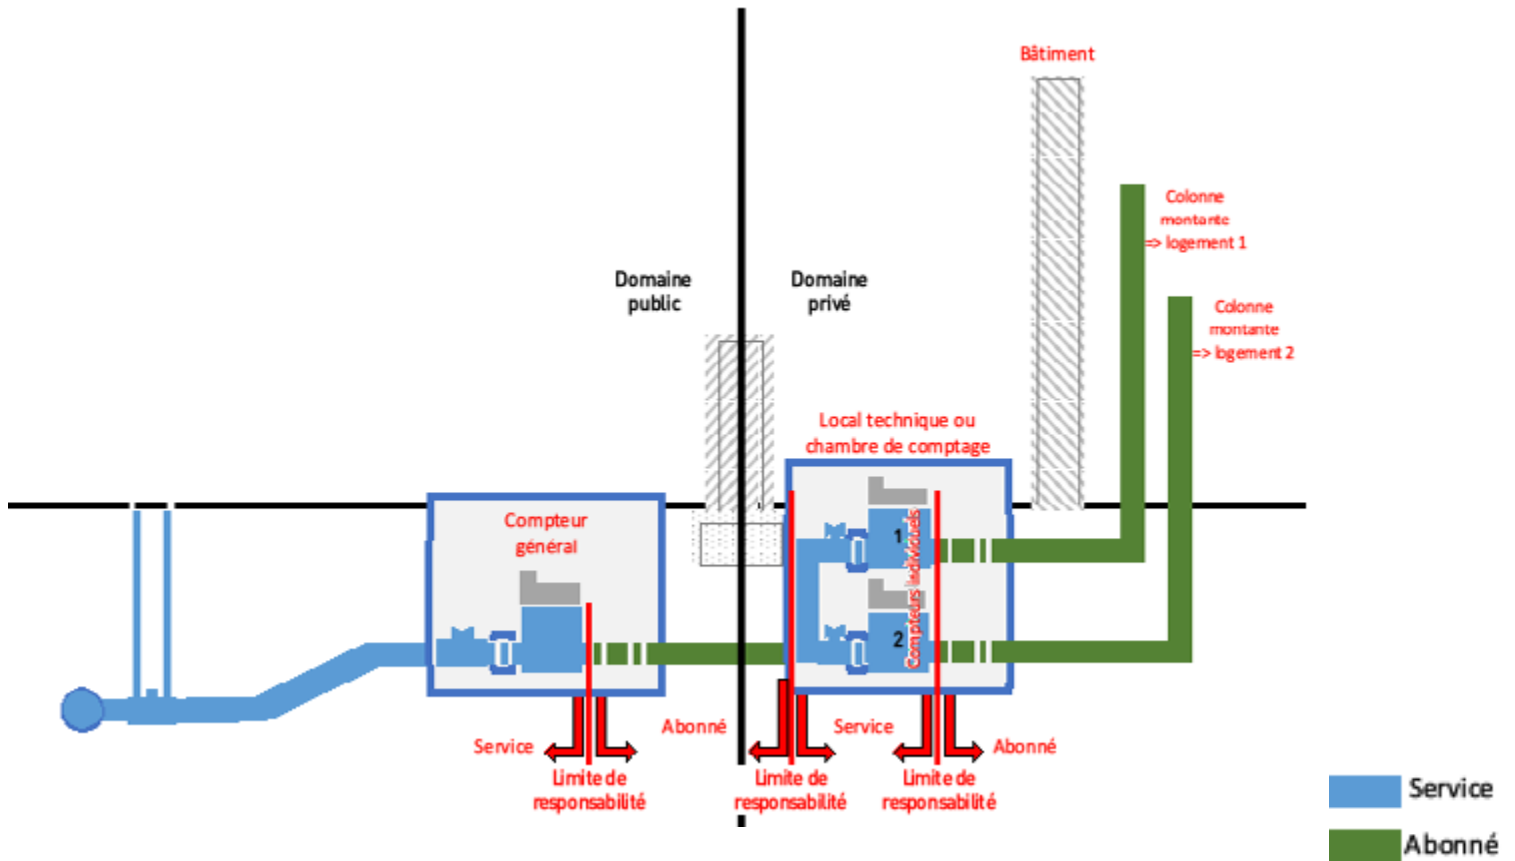 Bâtiment
Colonne
montante
=> logement 1
Domaine
public
Domaine
privé
Colonne
montante
=> logement 2
Local technique ou
chambre de comptage
Compteur
général
1
2
Compteurs individuels
Service
Abonné
Service
Abonné
Limite de
responsabilité
Limite de
responsabilité
Limite de
responsabilité
Service
Abonné